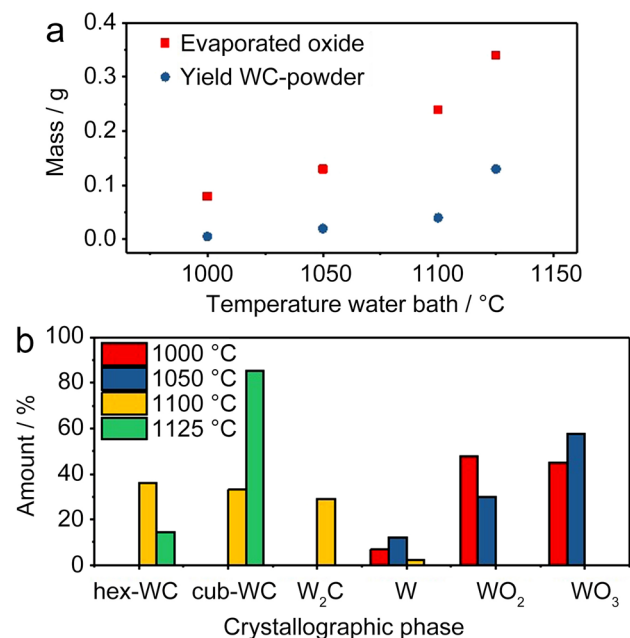 a
Evaporated oxide
Yield WC-powder
Mass / g
0.4
0.3
0.2
0.1
0.0
1000 1050 1100 1150
Temperature water bath / °C
b
1000 °C
1050 °C
1100 °C
1125 °C
Amount / %
100
80
60
40
20
0
hex-WC cub-WC W₂C W WO₂ WO₃
Crystallographic phase